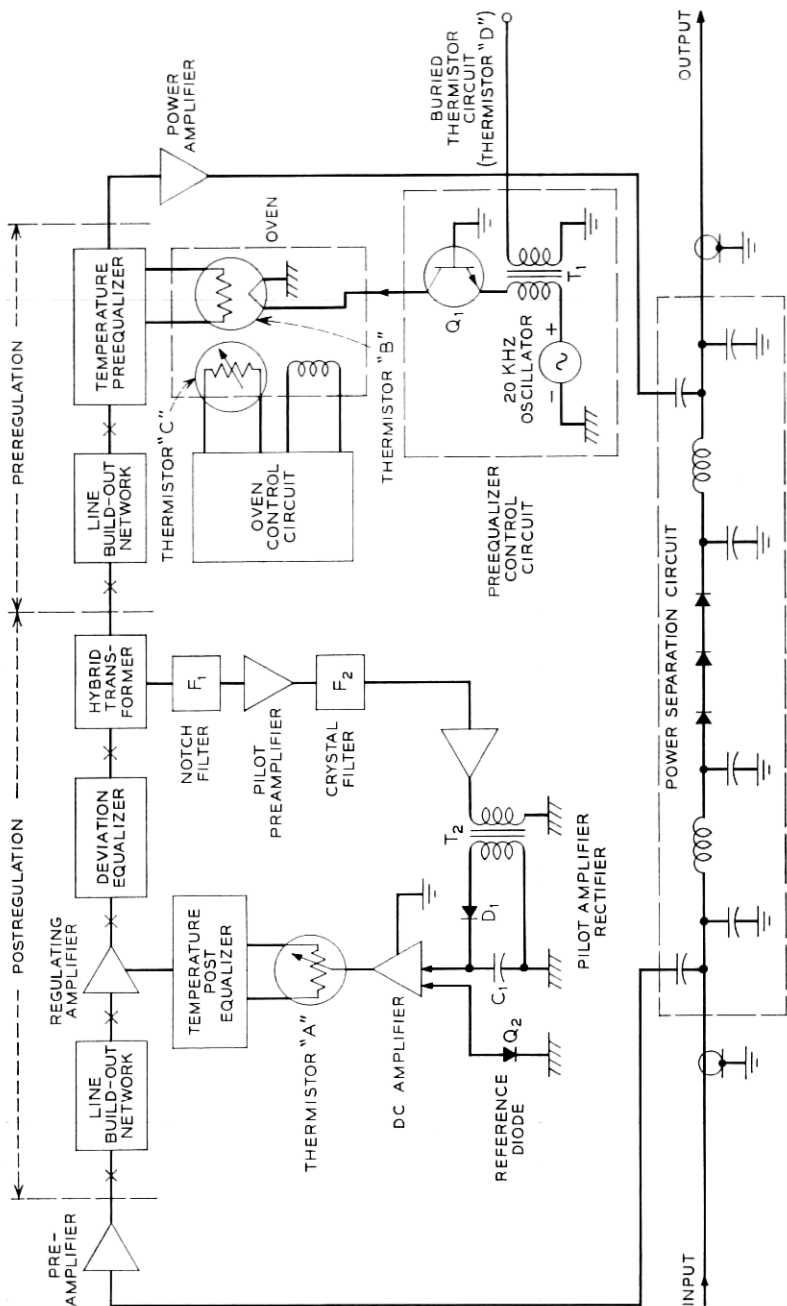 POSTREGULATION
PREREGULATION
PRE-
AMPLIFIER
LINE
BUILD-OUT
NETWORK
REGULATING AMPLIFIER
DEVIATION
EQUALIZER
HYBRID
TRANS-
FORMER
LINE
BUILD-OUT
NETWORK
TEMPERATURE
PREEQUALIZER
POWER
AMPLIFIER
TEMPERATURE
POST
EQUALIZER
THERMISTOR "A"
DC AMPLIFIER
REFERENCE
DIODE
Q2
C1
D1
T2
PILOT AMPLIFIER
RECTIFIER
F1
NOTCH
FILTER
PILOT
PREAMPLIFIER
F2
CRYSTAL
FILTER
THERMISTOR "C"
OVEN
CONTROL
CIRCUIT
THERMISTOR "B"
OVEN
Q1
T1
20 KHZ
OSCILLATOR
- +
PREEQUALIZER
CONTROL
CIRCUIT
BURIED
THERMISTOR
CIRCUIT
(THERMISTOR "D")
POWER SEPARATION CIRCUIT
INPUT
OUTPUT